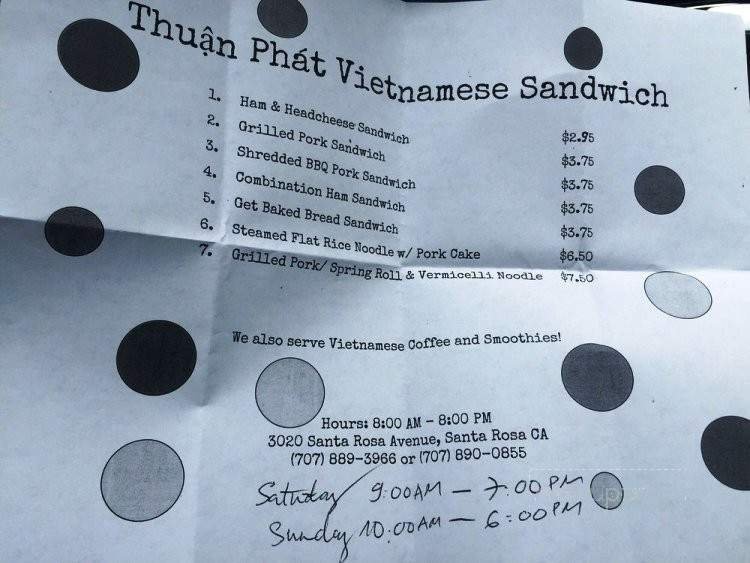 Thuận Phát Vietnamese Sandwich
1. Ham & Headcheese Sandwich $2.95
2. Grilled Pork Sandwich $3.75
3. Shredded BBQ Pork Sandwich $3.75
4. Combination Ham Sandwich $3.75
5. Get Baked Bread Sandwich $3.75
6. Steamed Flat Rice Noodle w/ Pork Cake $6.50
7. Grilled Pork/ Spring Roll & Vermicelli Noodle $7.50
We also serve Vietnamese Coffee and Smoothies!
Hours: 8:00 AM - 8:00 PM
3020 Santa Rosa Avenue, Santa Rosa CA
(707) 889-3966 or (707) 890-0855
Saturday 9:00AM - 7:00 PM
Sunday 10:00AM - 6:00PM